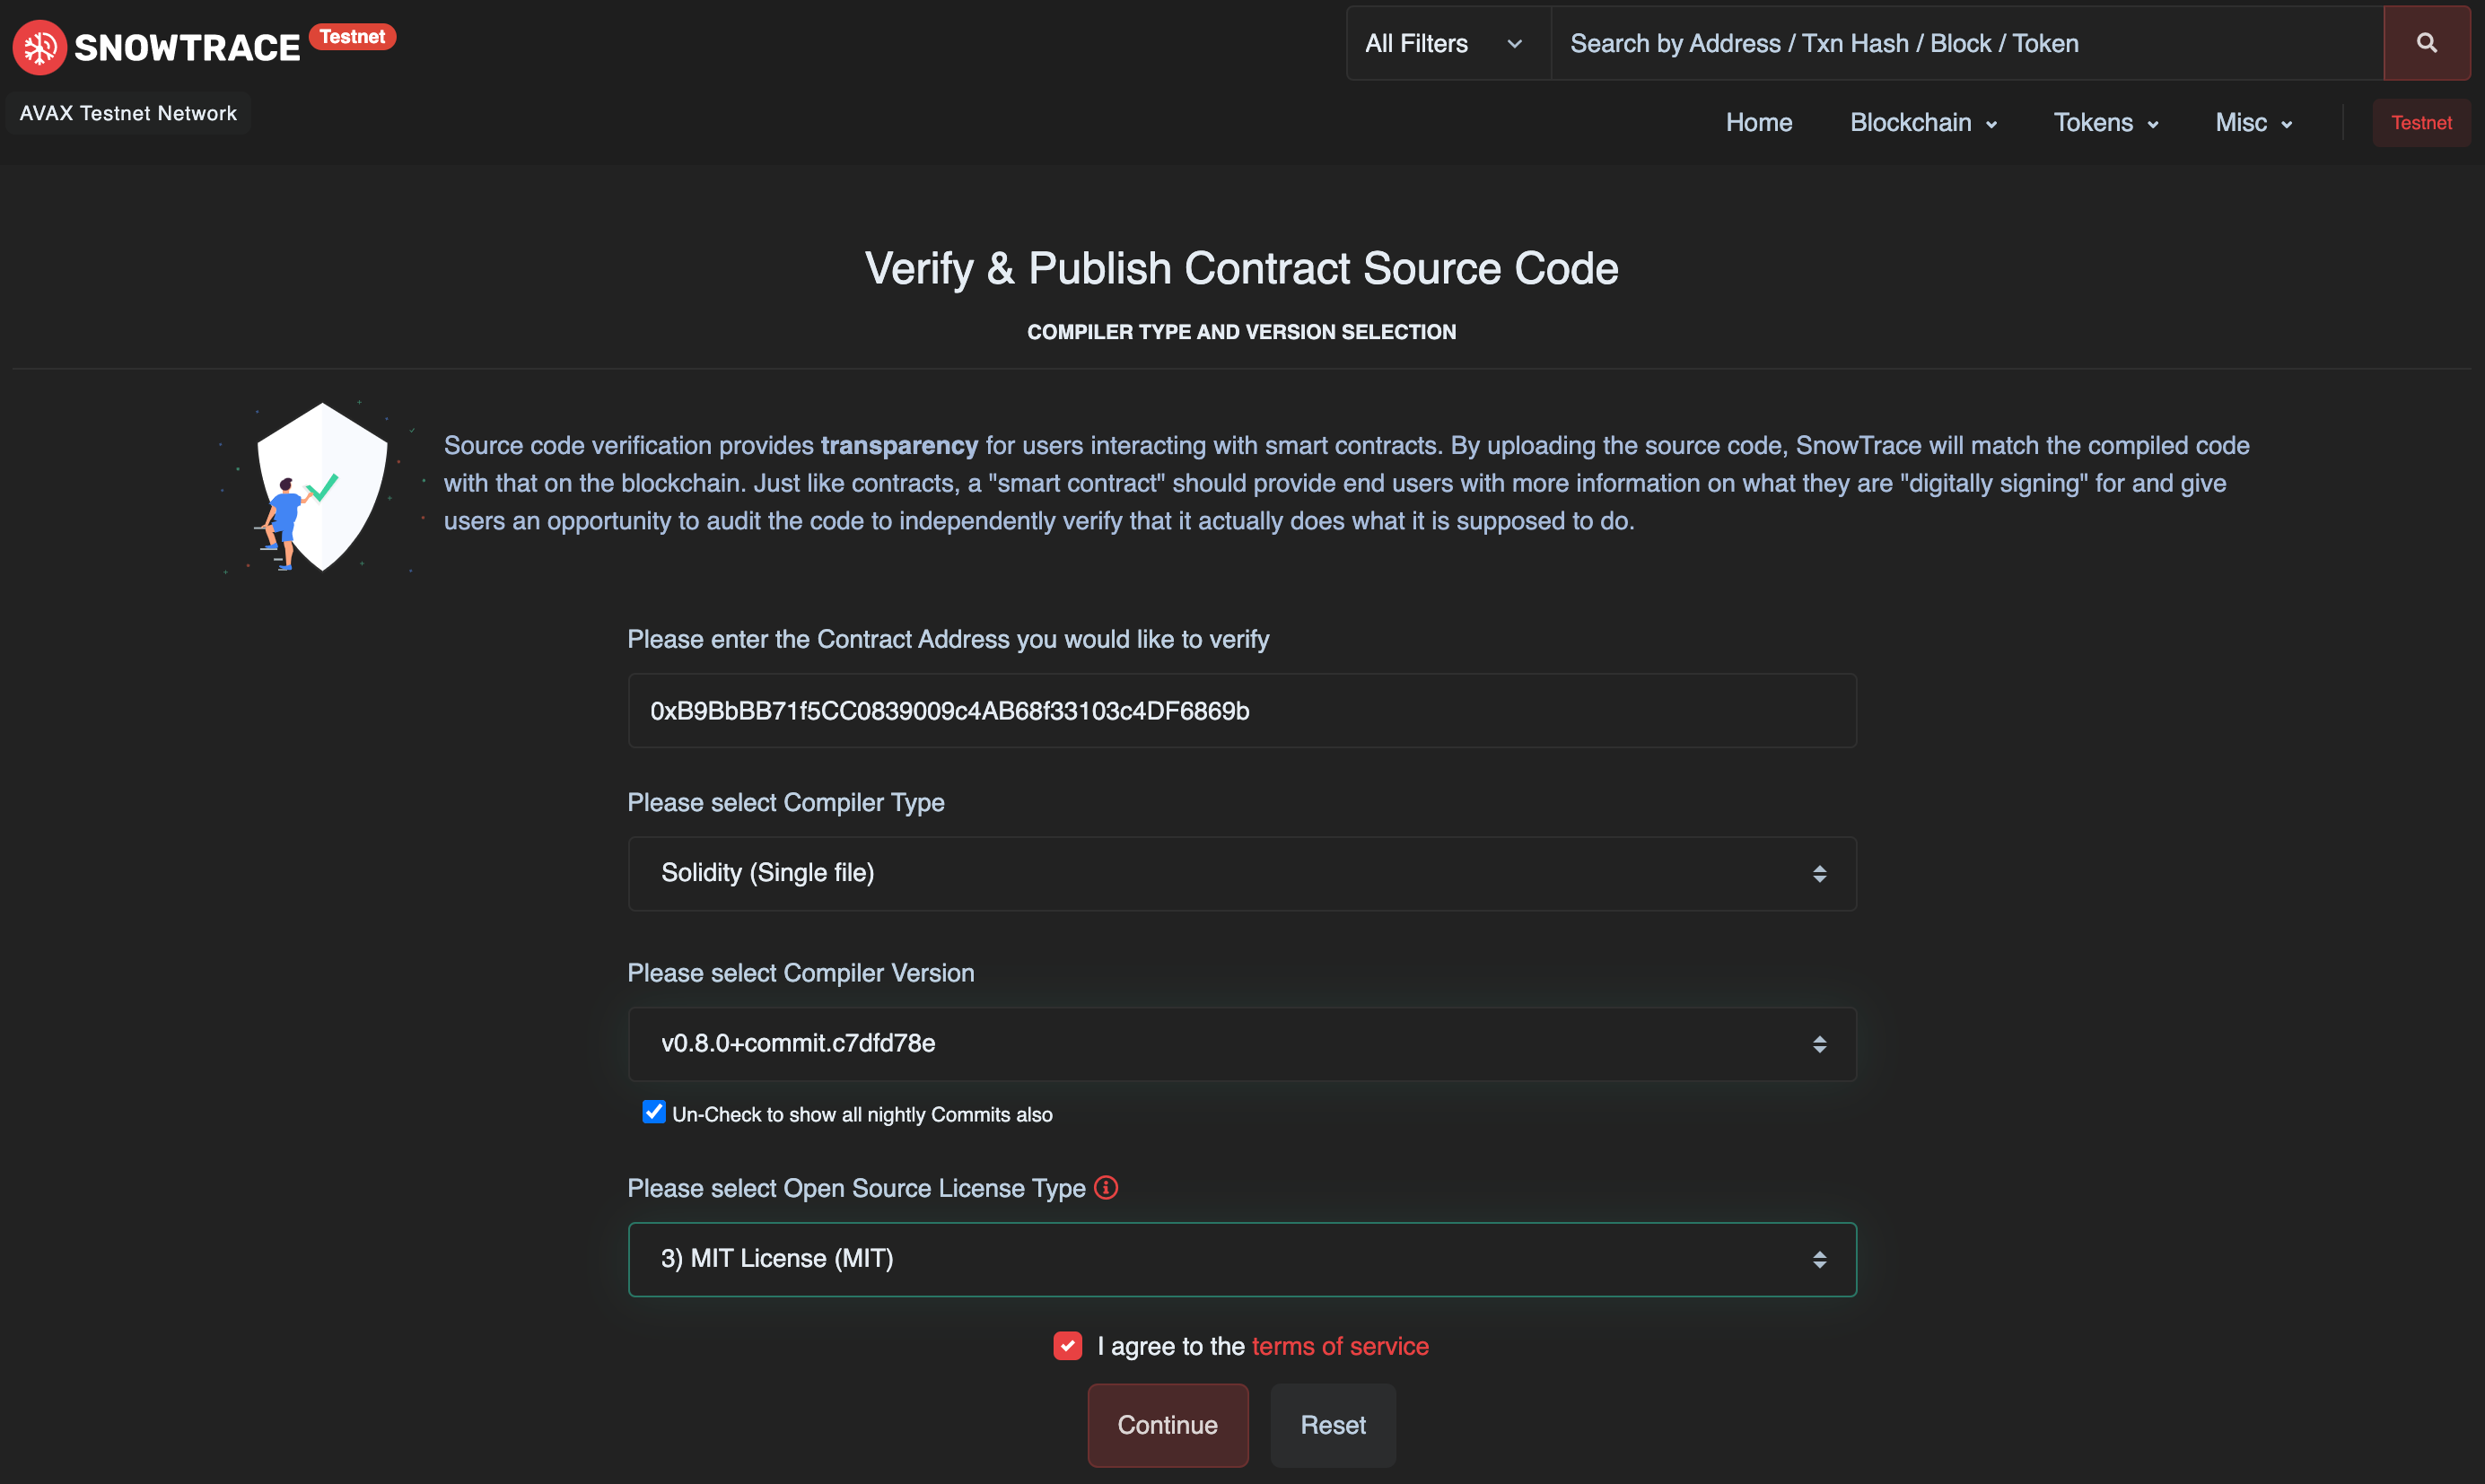 SNOWTRACE Testnet
All Filters
Search by Address / Txn Hash / Block / Token
AVAX Testnet Network
Home
Blockchain
Tokens
Misc
Testnet
Verify & Publish Contract Source Code
COMPILER TYPE AND VERSION SELECTION
Source code verification provides transparency for users interacting with smart contracts. By uploading the source code, SnowTrace will match the compiled code
with that on the blockchain. Just like contracts, a "smart contract" should provide end users with more information on what they are "digitally signing" for and give
users an opportunity to audit the code to independently verify that it actually does what it is supposed to do.
Please enter the Contract Address you would like to verify
0xB9BbBB71f5CC0839009c4AB68f33103c4DF6869b
Please select Compiler Type
Solidity (Single file)
Please select Compiler Version
v0.8.0+commit.c7dfd78e
Un-Check to show all nightly Commits also
Please select Open Source License Type
3) MIT License (MIT)
I agree to the terms of service
Continue
Reset